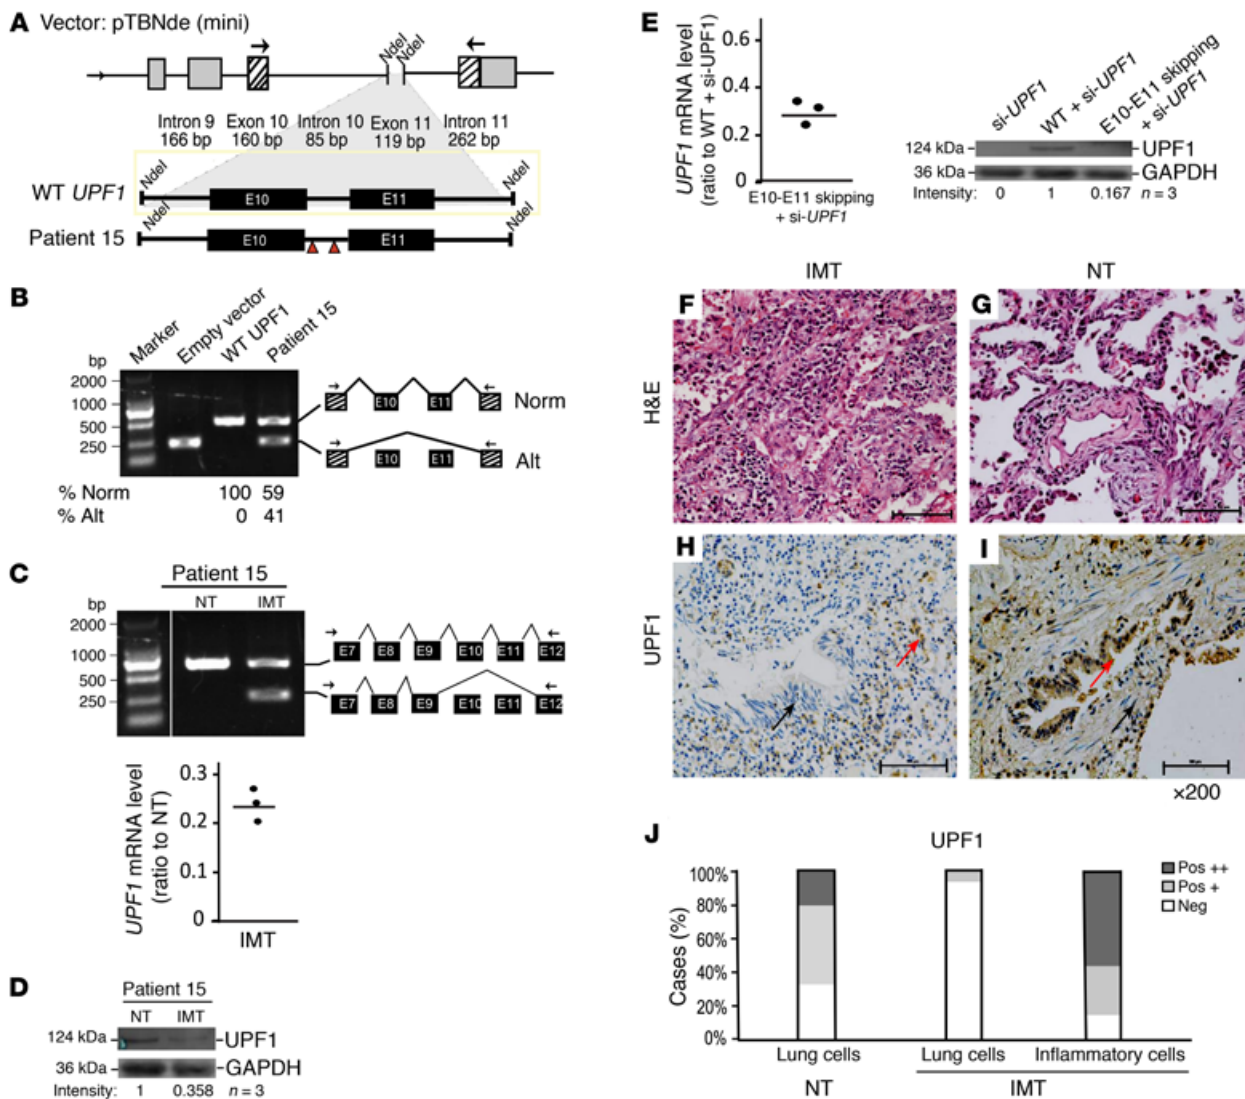 A Vector: pTBNde (mini)
NdeI NdeI
Intron 9 Exon 10 Intron 10 Exon 11 Intron 11
166 bp 160 bp 85 bp 119 bp 262 bp
NdeI NdeI
WT UPF1 E10 E11
NdeI NdeI
Patient 15 E10 E11
B
Marker Empty vector WT UPF1 Patient 15
bp
2000
1000
500
250
E10 E11 Norm
E10 E11 Alt
% Norm 100 59
% Alt 0 41
C
Patient 15
NT IMT
bp
2000
1000
500
250
E7 E8 E9 E10 E11 E12
E7 E8 E9 E10 E11 E12
UPF1 mRNA level
(ratio to NT)
0.3
0.2
0.1
0
IMT
D
Patient 15
NT IMT
124 kDa UPF1
36 kDa GAPDH
Intensity: 1 0.358 n = 3
E
UPF1 mRNA level
(ratio to WT + si-UPF1)
0.6
0.4
0.2
0
E10-E11 skipping
+ si-UPF1
si-UPF1 WT + si-UPF1 E10-E11 skipping
+ si-UPF1
124 kDa UPF1
36 kDa GAPDH
Intensity: 0 1 0.167 n = 3
IMT NT
H&E F G
UPF1 H I
×200
J
UPF1
Cases (%)
100%
80%
60%
40%
20%
0%
Pos ++
Pos +
Neg
Lung cells Lung cells Inflammatory cells
NT IMT